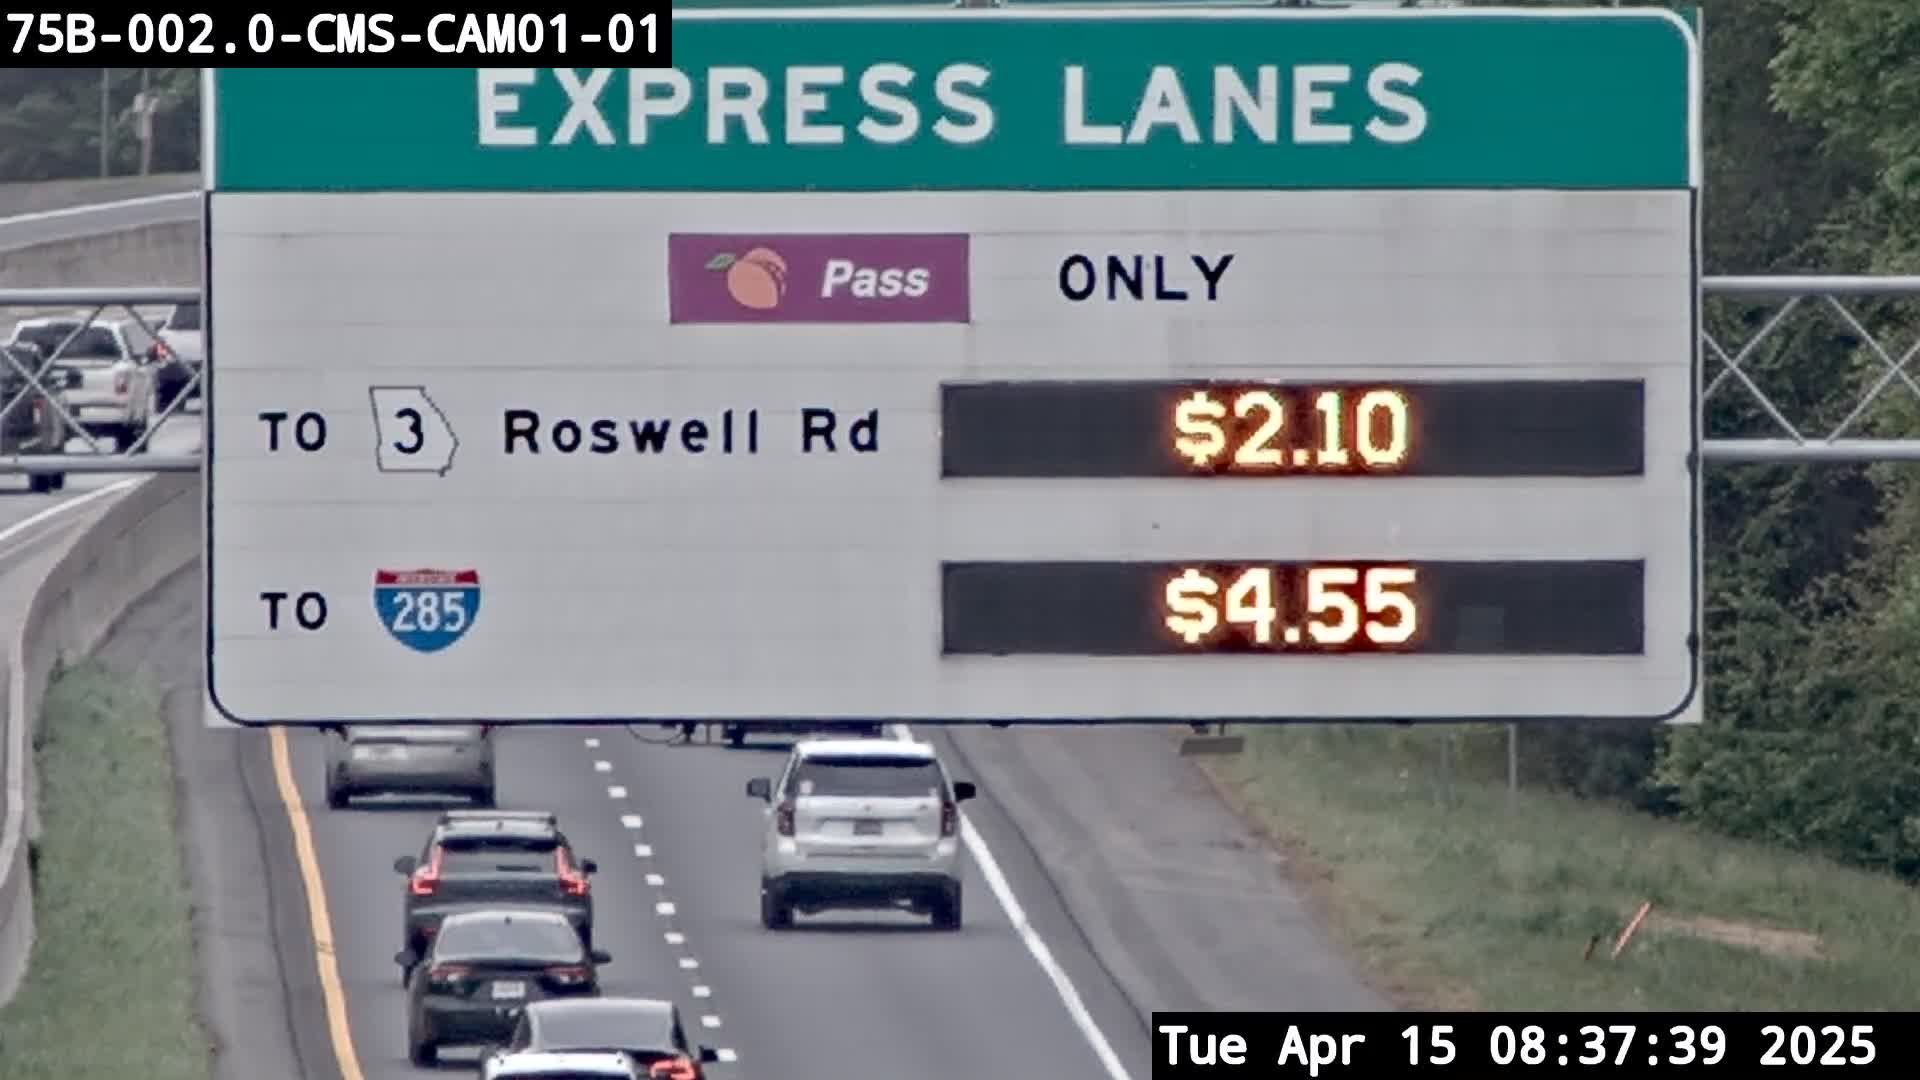 75B-002.0-CMS-CAM01-01
EXPRESS LANES
Pass ONLY
TO 3 Roswell Rd $2.10
TO 285 $4.55
Tue Apr 15 08:37:39 2025